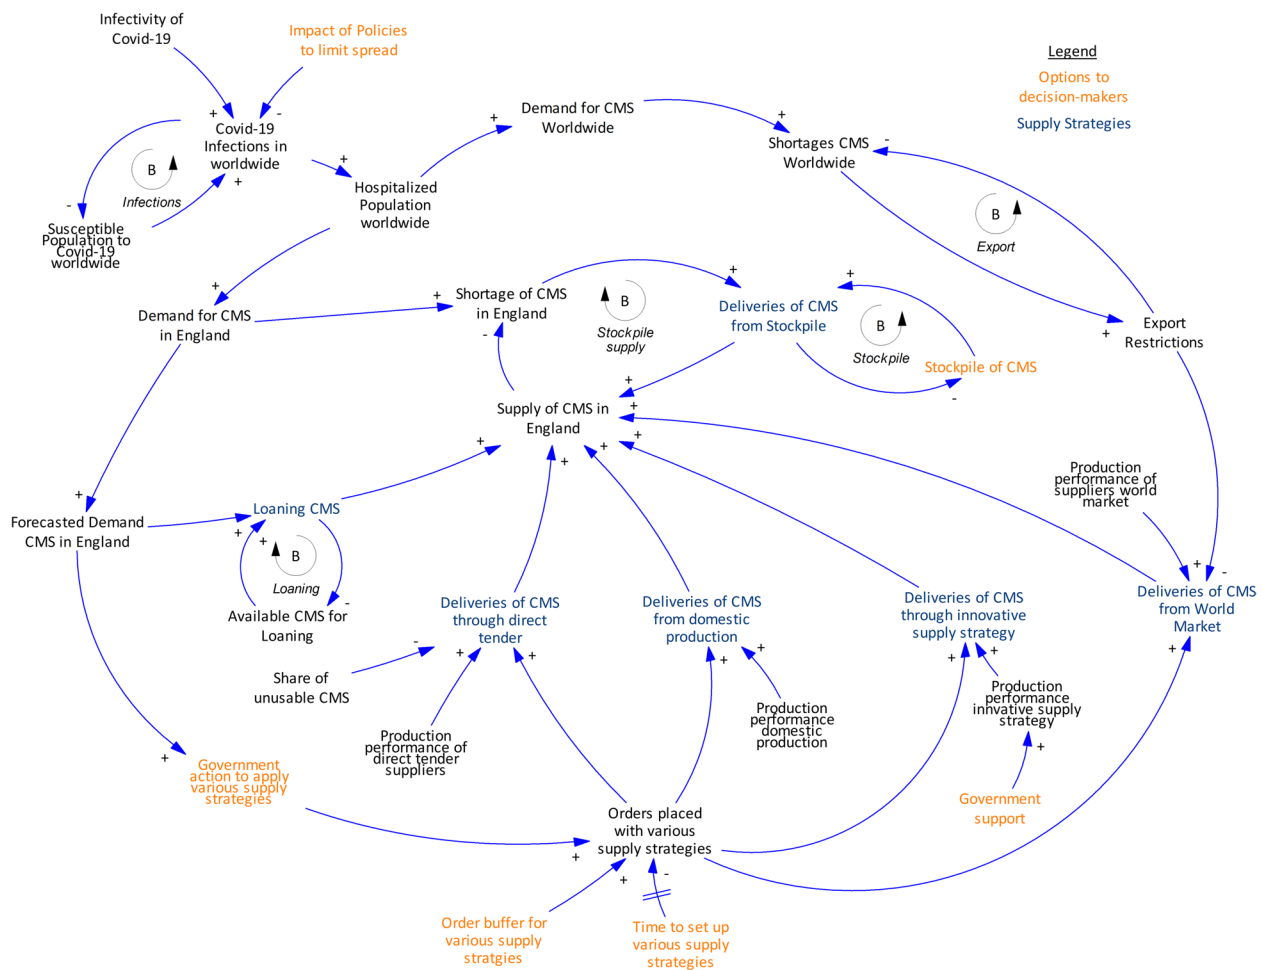 Infectivity of
Covid-19
Impact of Policies
to limit spread
Legend
Options to
decision-makers
Supply Strategies
+
-
Covid-19
Infections in
worldwide
+
B
Infections
-
Susceptible
Population to
Covid-19
worldwide
+
Hospitalized
Population
worldwide
+
Demand for CMS
Worldwide
+
Shortages CMS
Worldwide
-
B
Export
+
Export
Restrictions
+
Demand for CMS
in England
+
Shortage of CMS
in England
-
B
Stockpile
supply
+
Deliveries of CMS
from Stockpile
+
B
Stockpile
Stockpile of CMS
-
+
+
+
+
+
+
Supply of CMS in
England
+
Forecasted Demand
CMS in England
Loaning CMS
+
+
B
Loaning
-
Available CMS for
Loaning
Production
performance of
suppliers world
market
+
-
Deliveries of CMS
from World
Market
+
Deliveries of CMS
through direct
tender
-
+
+
Deliveries of CMS
from domestic
production
+
+
Deliveries of CMS
through innovative
supply strategy
+
+
Share of
unusable CMS
Production
performance of
direct tender
suppliers
Production
performance
domestic
production
Production
performance
innvative supply
strategy
+
Government
support
+
Government
action to apply
various supply
strategies
Orders placed
with various
supply strategies
+
+
-
Order buffer for
various supply
stratgies
Time to set up
various supply
strategies